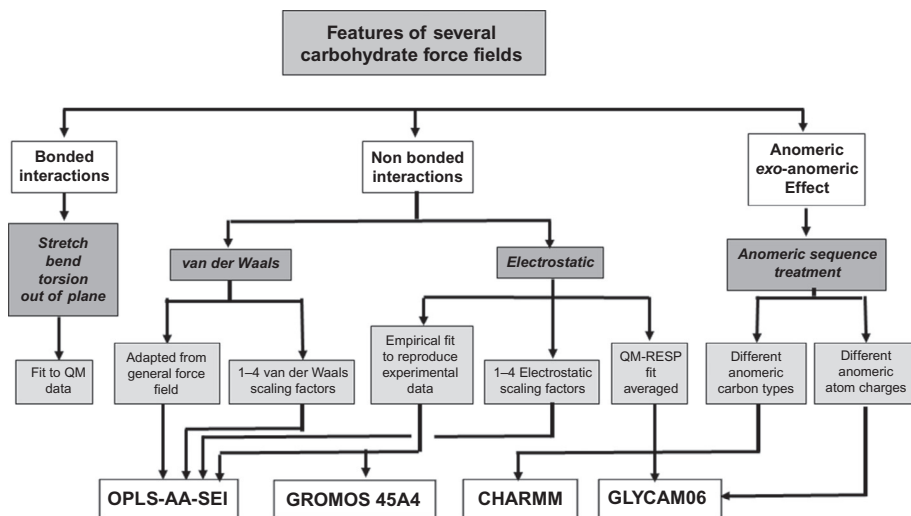 Features of several
carbohydrate force fields
Bonded
interactions
Non bonded
interactions
Anomeric
exo-anomeric
Effect
Stretch
bend
torsion
out of plane
van der Waals
Electrostatic
Anomeric sequence
treatment
Fit to QM
data
Adapted from
general force
field
1–4 van der Waals
scaling factors
Empirical fit
to reproduce
experimental
data
1–4 Electrostatic
scaling factors
QM-RESP
fit
averaged
Different
anomeric
carbon types
Different
anomeric
atom charges
OPLS-AA-SEI
GROMOS 45A4
CHARMM
GLYCAM06